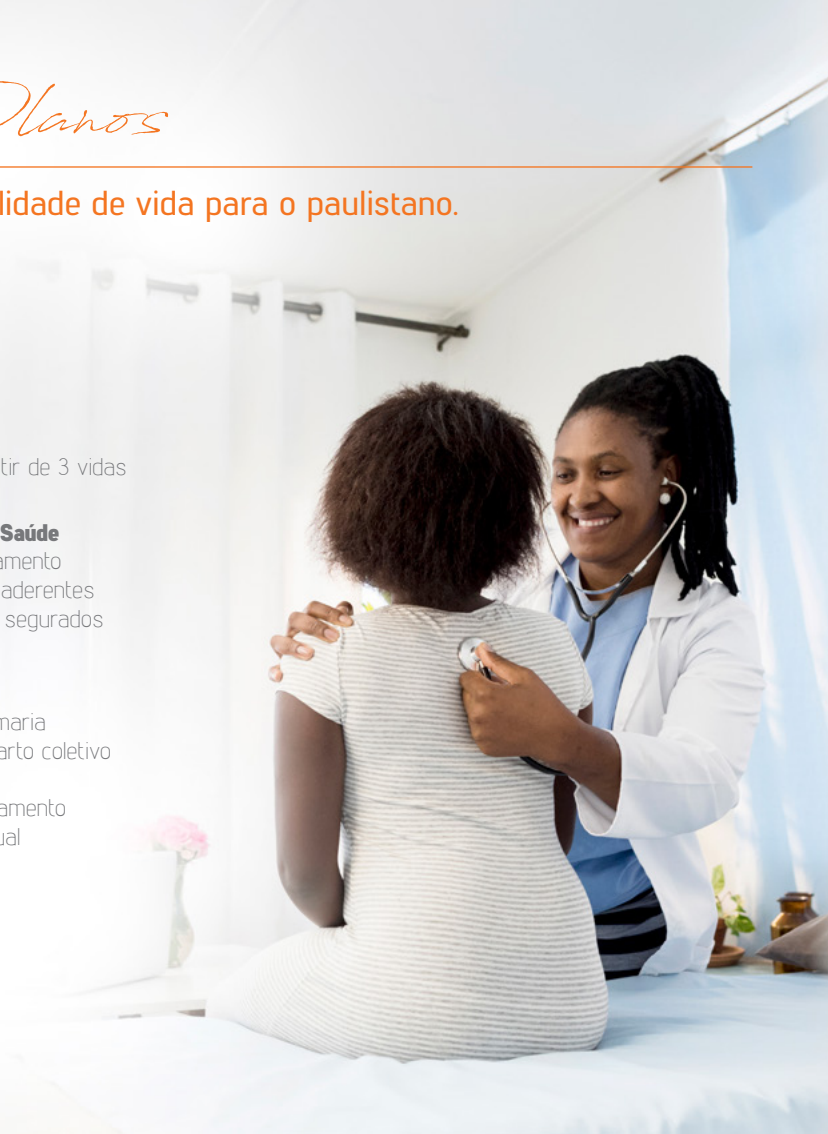 Planos
lidade de vida para o paulistano.
tir de 3 vidas
Saúde
amento
aderentes
segurados
maria
arto coletivo
amento
ual